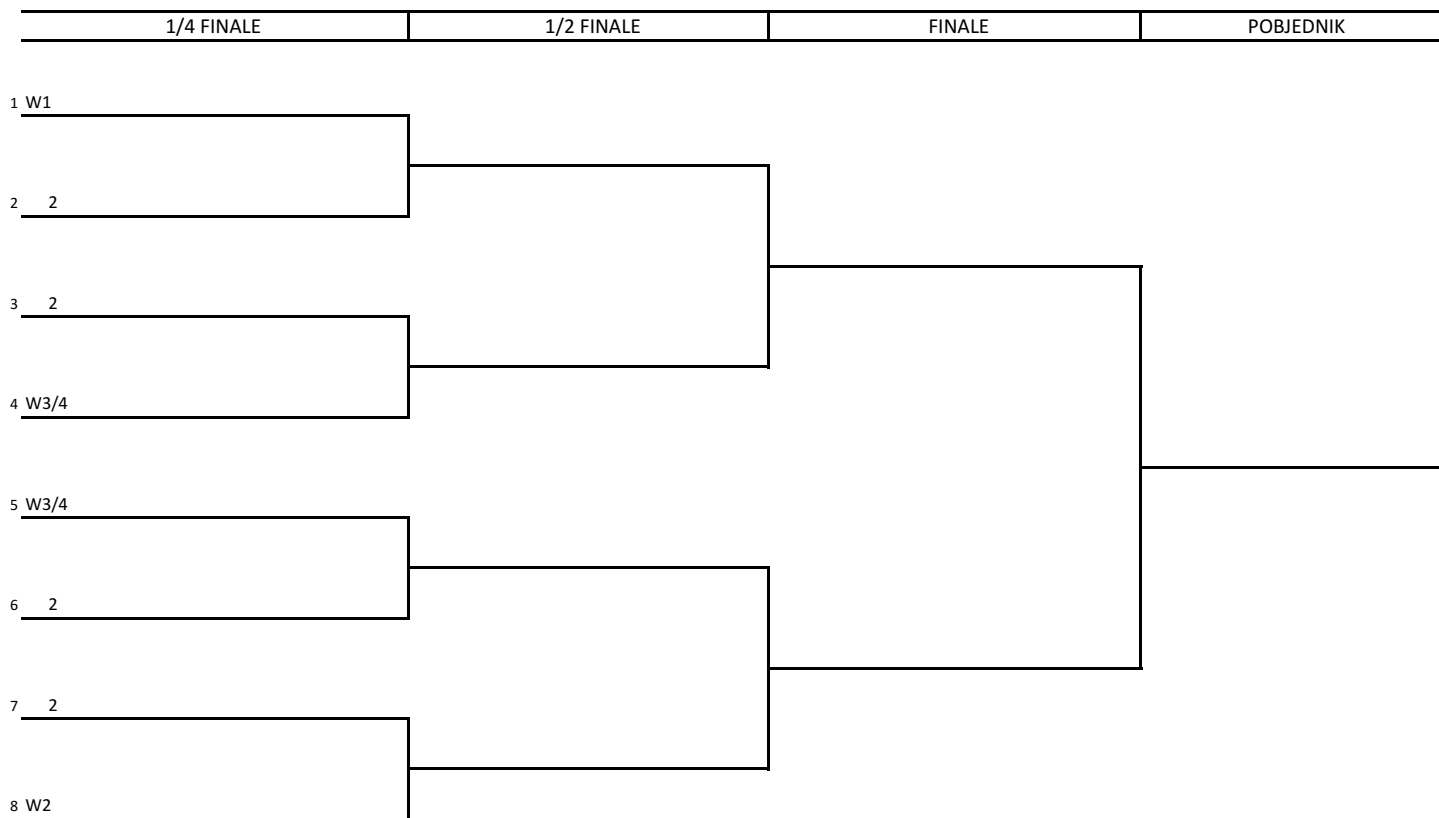 1/4 FINALE 1/2 FINALE FINALE POBJEDNIK
1 W1
2 2
3 2
4 W3/4
5 W3/4
6 2
7 2
8 W2